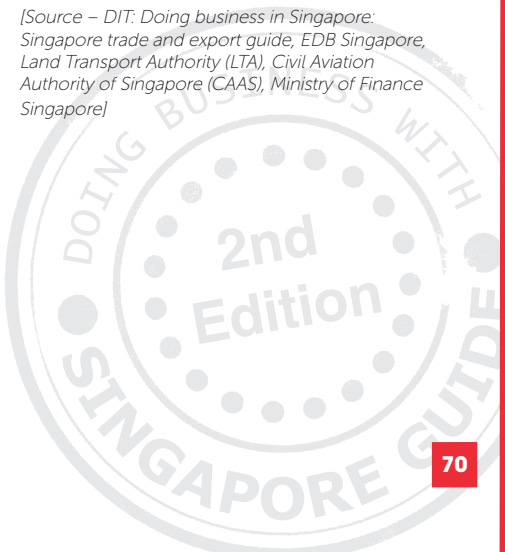 [Source – DIT: Doing business in Singapore:
Singapore trade and export guide, EDB Singapore,
Land Transport Authority (LTA), Civil Aviation
Authority of Singapore (CAAS), Ministry of Finance
Singapore]
DOING BUSINESS WITH
2nd
Edition
SINGAPORE GUIDE
70